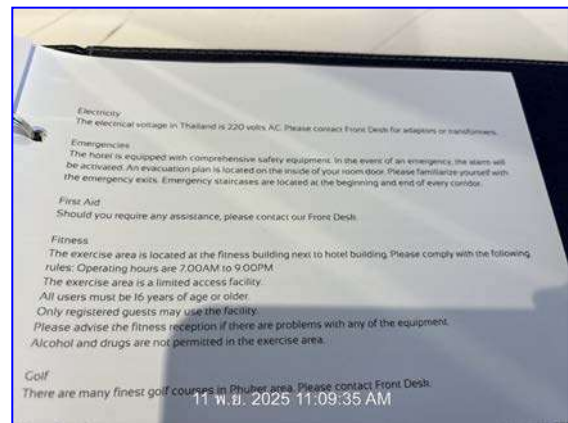 Electricity
The electrical voltage in Thailand is 220 volts AC. Please contact Front Desk for adaptors or transformers.
Emergencies
The hotel is equipped with comprehensive safety equipment. In the event of an emergency, the alarm will
be activated. An evacuation plan is located on the inside of your room door. Please familiarize yourself with
the emergency exits. Emergency staircases are located at the beginning and end of every corridor.
First Aid
Should you require any assistance, please contact our Front Desk.
Fitness
The exercise area is located at the fitness building next to hotel building. Please comply with the following
rules: Operating hours are 7.00AM to 9.00PM
The exercise area is a limited access facility.
All users must be 16 years of age or older.
Only registered guests may use the facility.
Please advise the fitness reception if there are problems with any of the equipment.
Alcohol and drugs are not permitted in the exercise area.
Golf
There are many finest golf courses in Phuket area. Please contact Front Desk.
11 พ.ย. 2025 11:09:35 AM